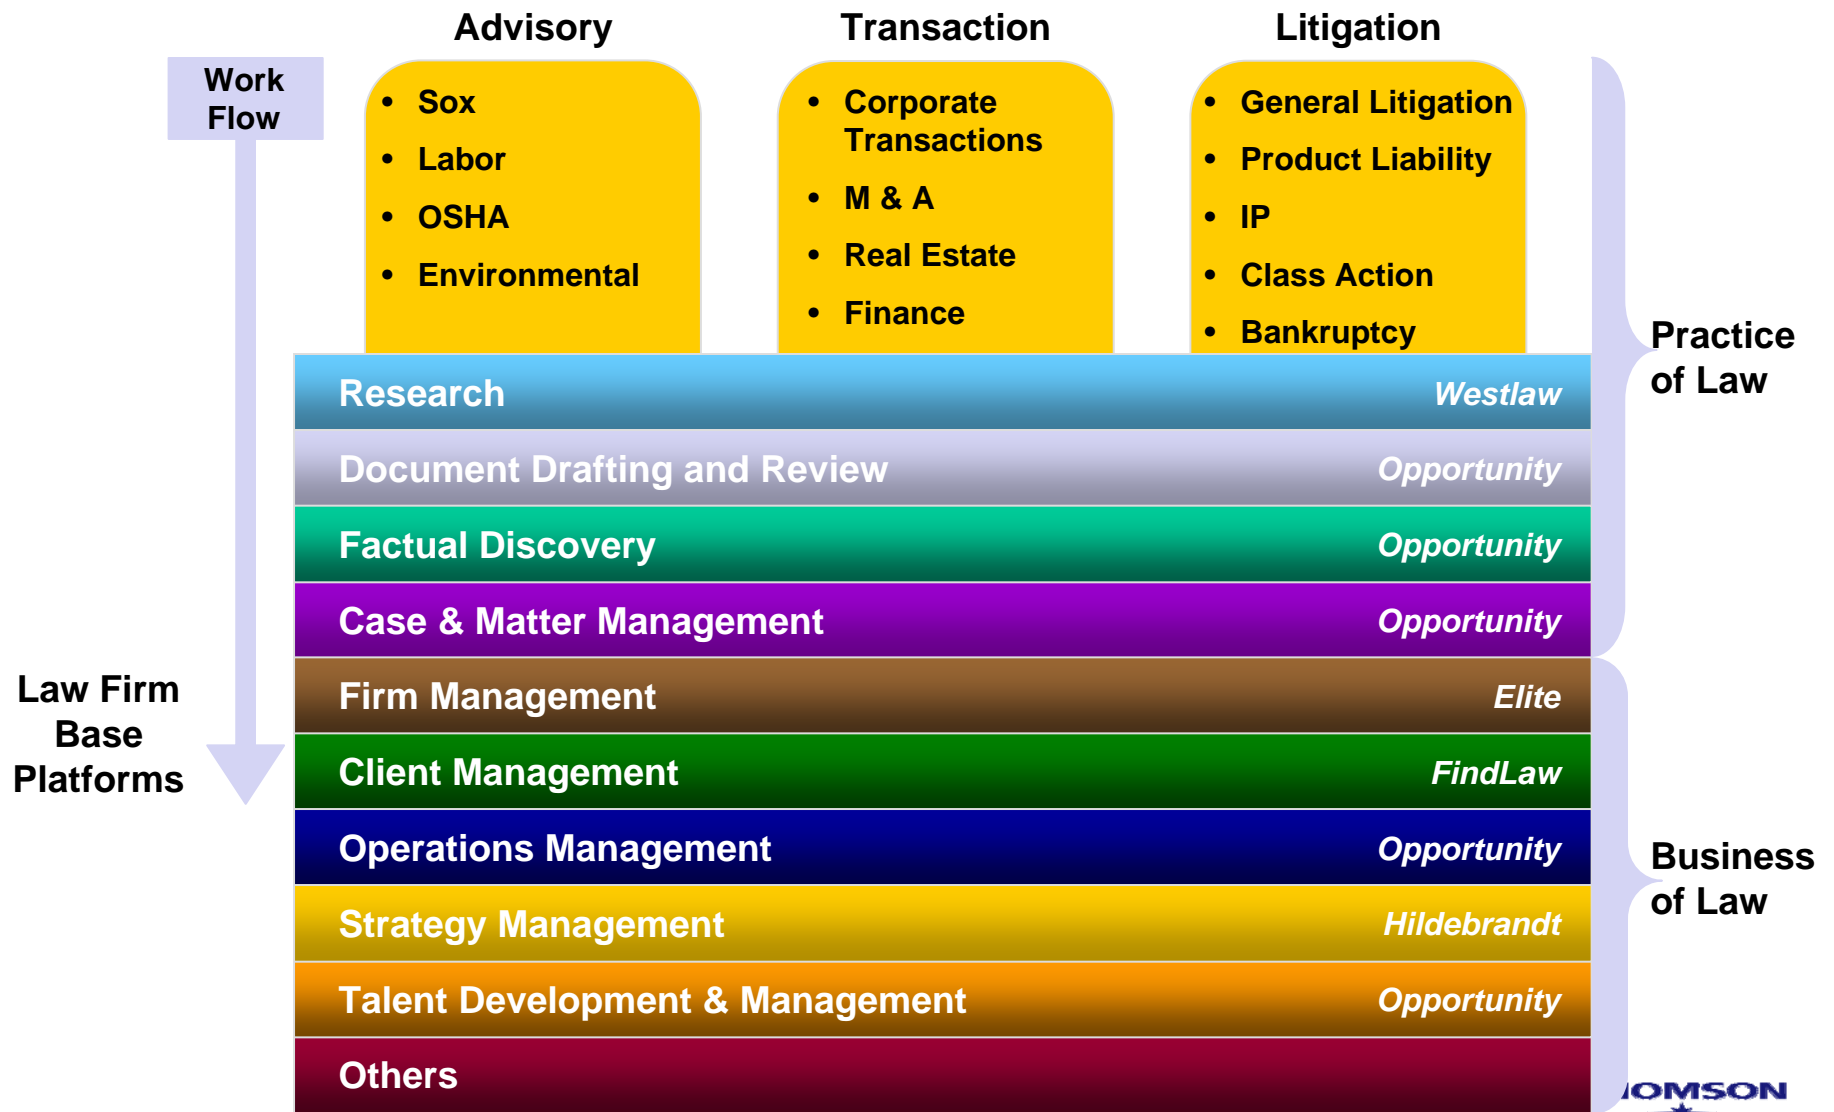 Advisory
Transaction
Litigation
Work
Flow
• Sox
• Labor
• OSHA
• Environmental
• Corporate
Transactions
• M & A
• Real Estate
• Finance
• General Litigation
• Product Liability
• IP
• Class Action
• Bankruptcy
Practice
of Law
Research Westlaw
Document Drafting and Review Opportunity
Factual Discovery Opportunity
Case & Matter Management Opportunity
Law Firm
Base
Platforms
Firm Management Elite
Client Management FindLaw
Operations Management Opportunity
Strategy Management Hildebrandt
Talent Development & Management Opportunity
Others
Business
of Law